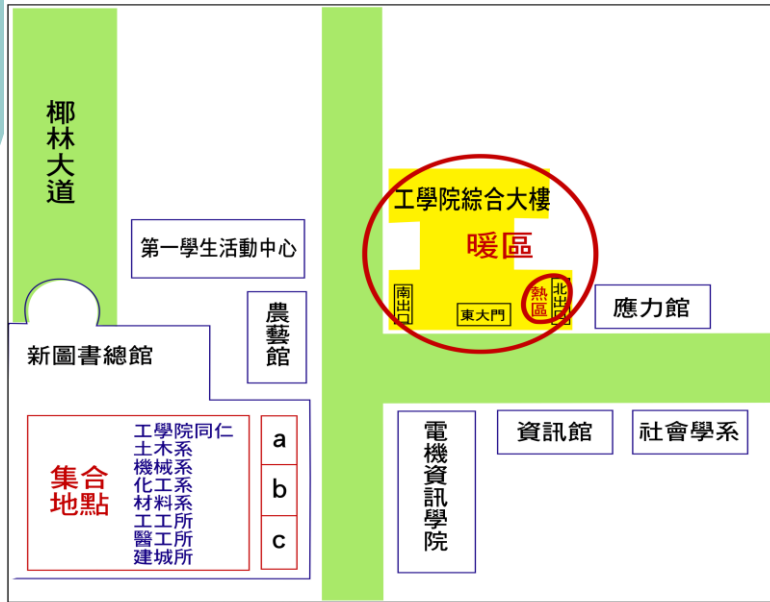 椰林大道
工學院綜合大樓
暖區
第一學生活動中心
南出口
東大門
熱區
北出口
農藝館
應力館
新圖書總館
集合
地點
工學院同仁
土木系
機械系
化工系
材料系
工工所
醫工所
建城所
a
b
c
電機資訊學院
資訊館
社會學系